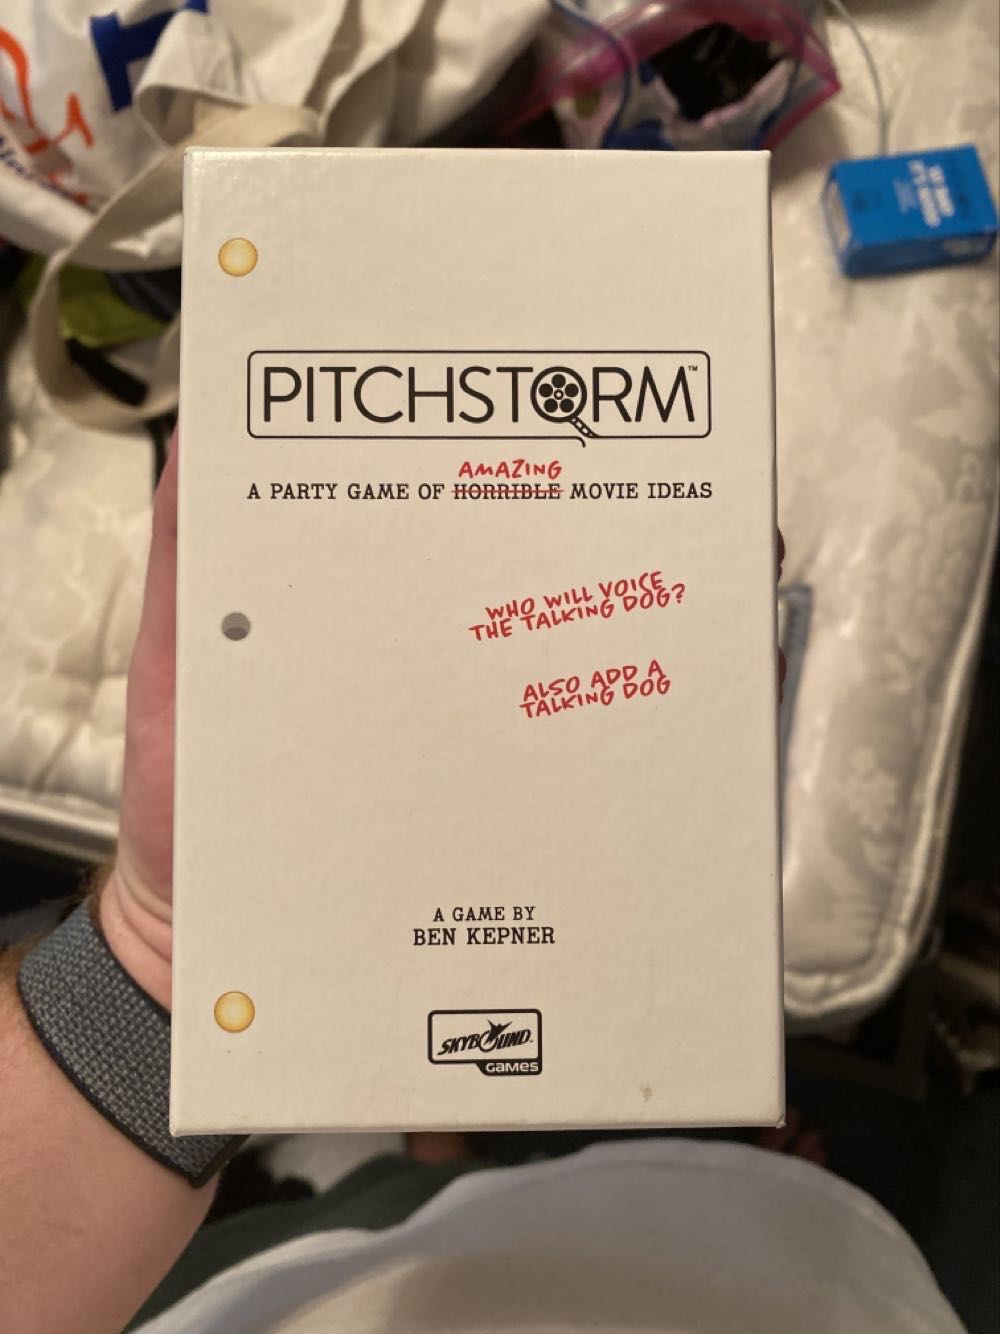 PITCHSTORM™
AMAZING
A PARTY GAME OF HORRIBLE MOVIE IDEAS
WHO WILL VOICE
THE TALKING DOG?
ALSO ADD A
TALKING DOG
A GAME BY
BEN KEPNER
SKYBOUND
GAMES